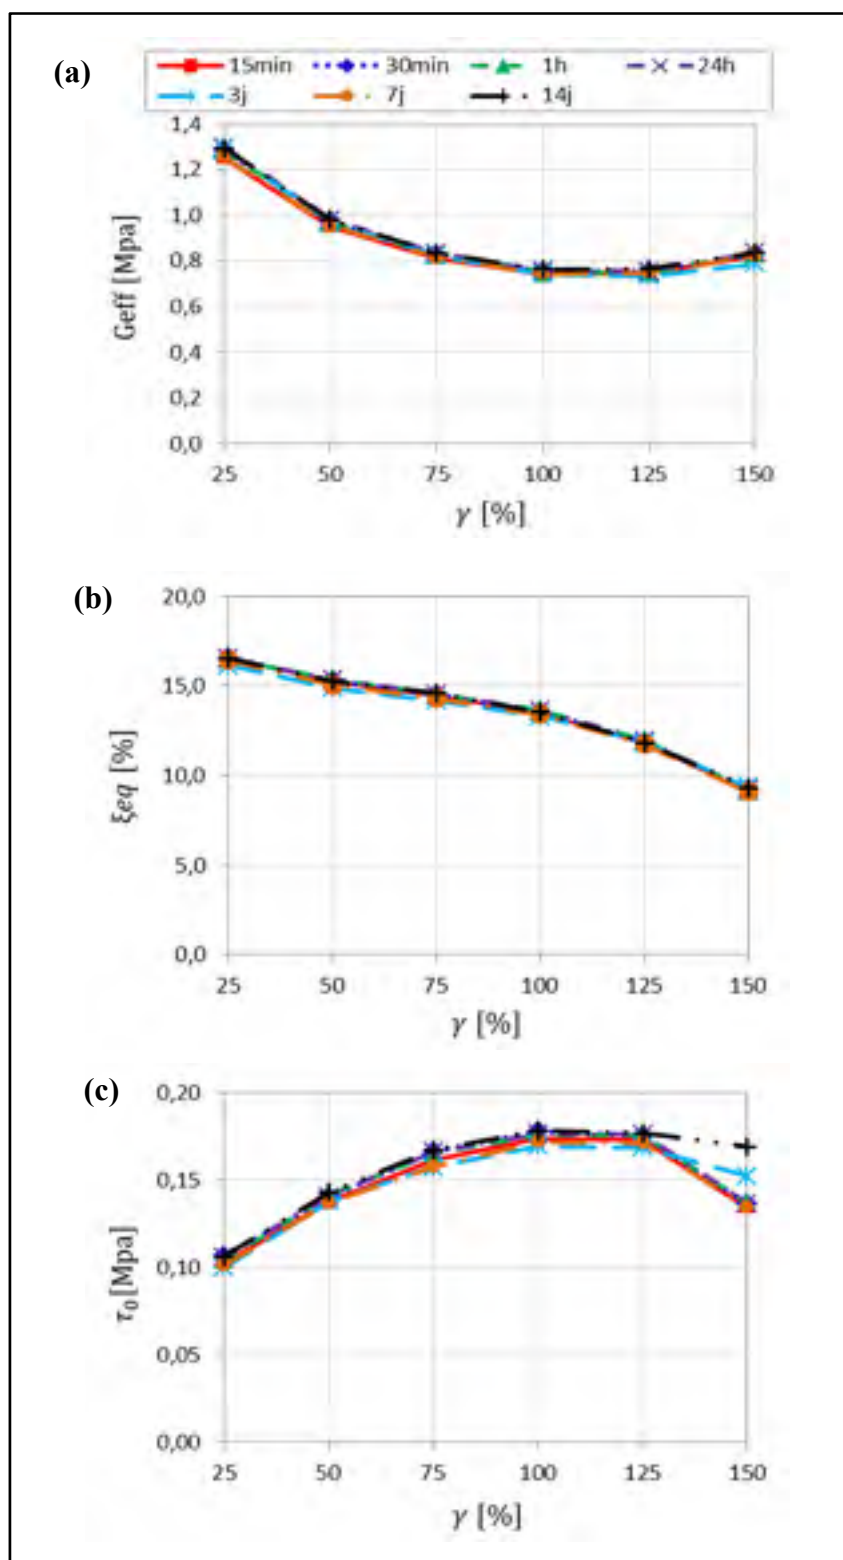 (a)
15min 30min 1h 24h
3j 7j 14j
1,4
1,2
1,0
0,8
0,6
0,4
0,2
0,0
Geff [Mpa]
25 50 75 100 125 150
γ [%]
(b)
20,0
15,0
10,0
5,0
0,0
ξeq [%]
25 50 75 100 125 150
γ [%]
(c)
0,20
0,15
0,10
0,05
0,00
τ₀[Mpa]
25 50 75 100 125 150
γ [%]